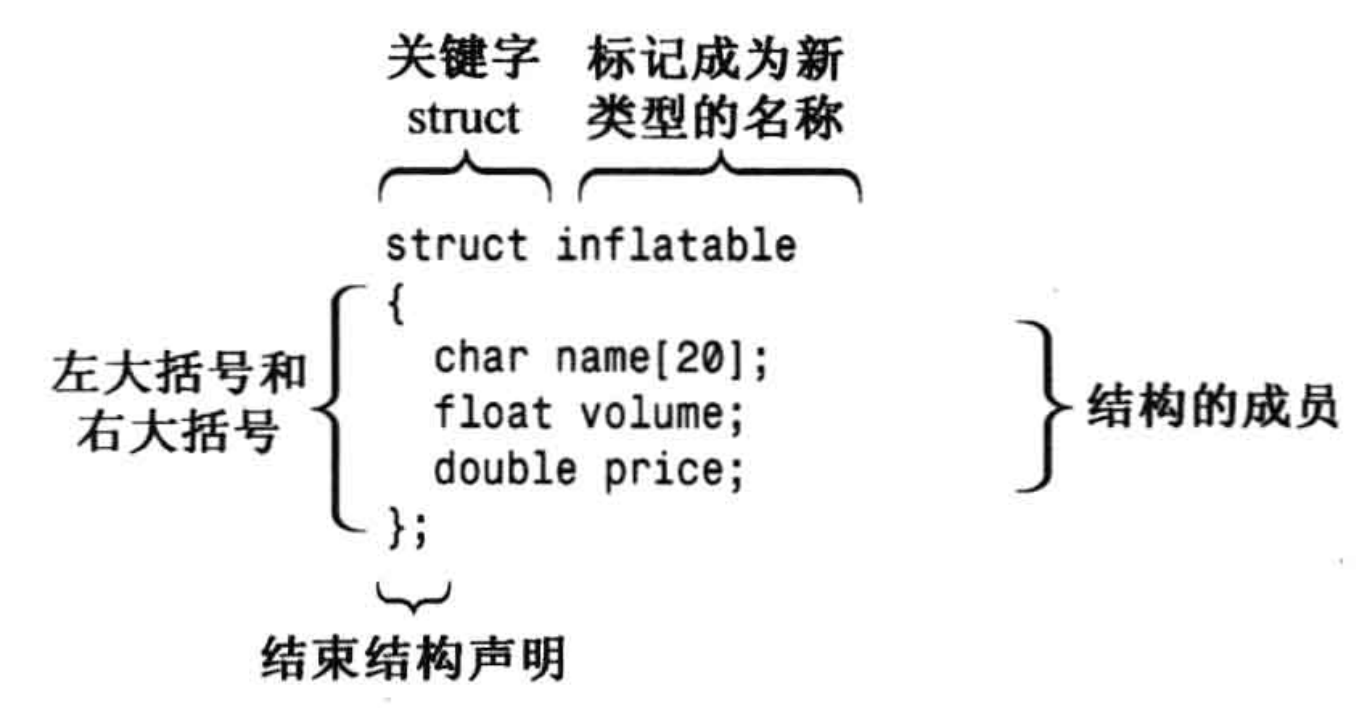 关键字 标记成为新
struct 类型的名称
struct inflatable
{
左大括号和
右大括号
char name[20];
float volume;
double price;
结构的成员
};
结束结构声明